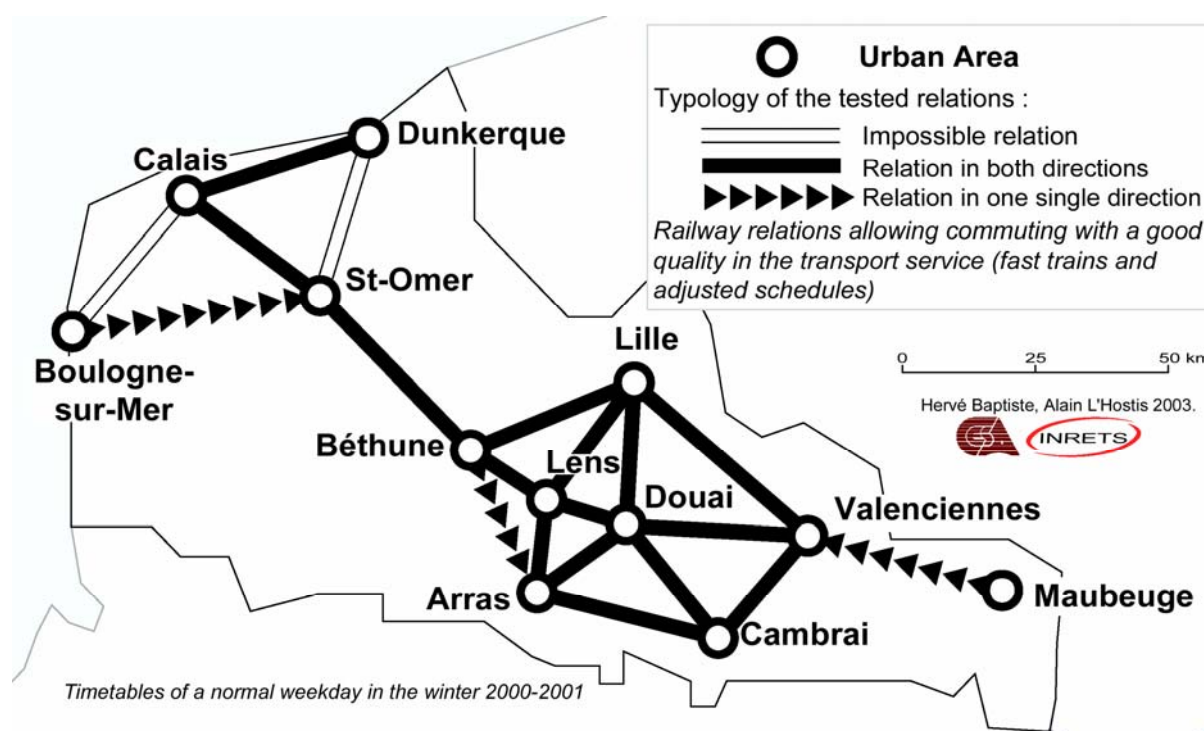 Urban Area
Typology of the tested relations :
Impossible relation
Relation in both directions
Relation in one single direction
Railway relations allowing commuting with a good
quality in the transport service (fast trains and
adjusted schedules)
Dunkerque
Calais
St-Omer
Boulogne-
sur-Mer
Lille
0 25 50 km
Hervé Baptiste, Alain L'Hostis 2003.
INRETS
Béthune
Lens
Douai
Valenciennes
Arras
Maubeuge
Cambrai
Timetables of a normal weekday in the winter 2000-2001